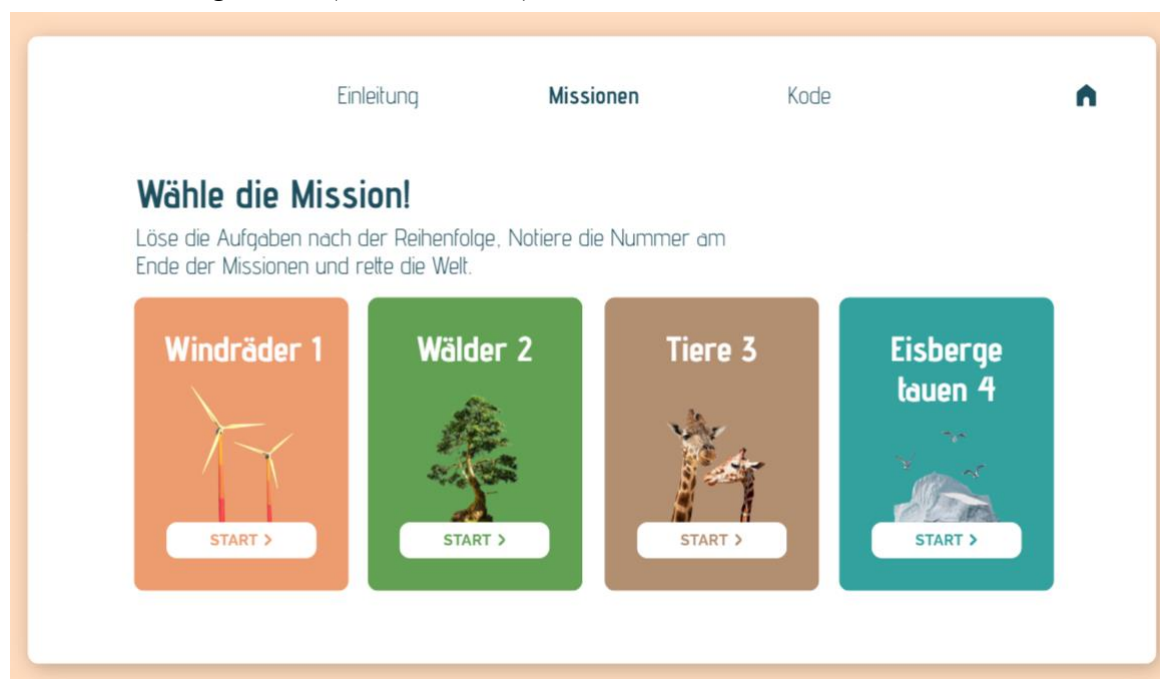 Einleitung Missionen Kode
Wähle die Mission!
Löse die Aufgaben nach der Reihenfolge, Notiere die Nummer am
Ende der Missionen und rette die Welt.
Windräder 1
START >
Wälder 2
START >
Tiere 3
START >
Eisberge
tauen 4
START >